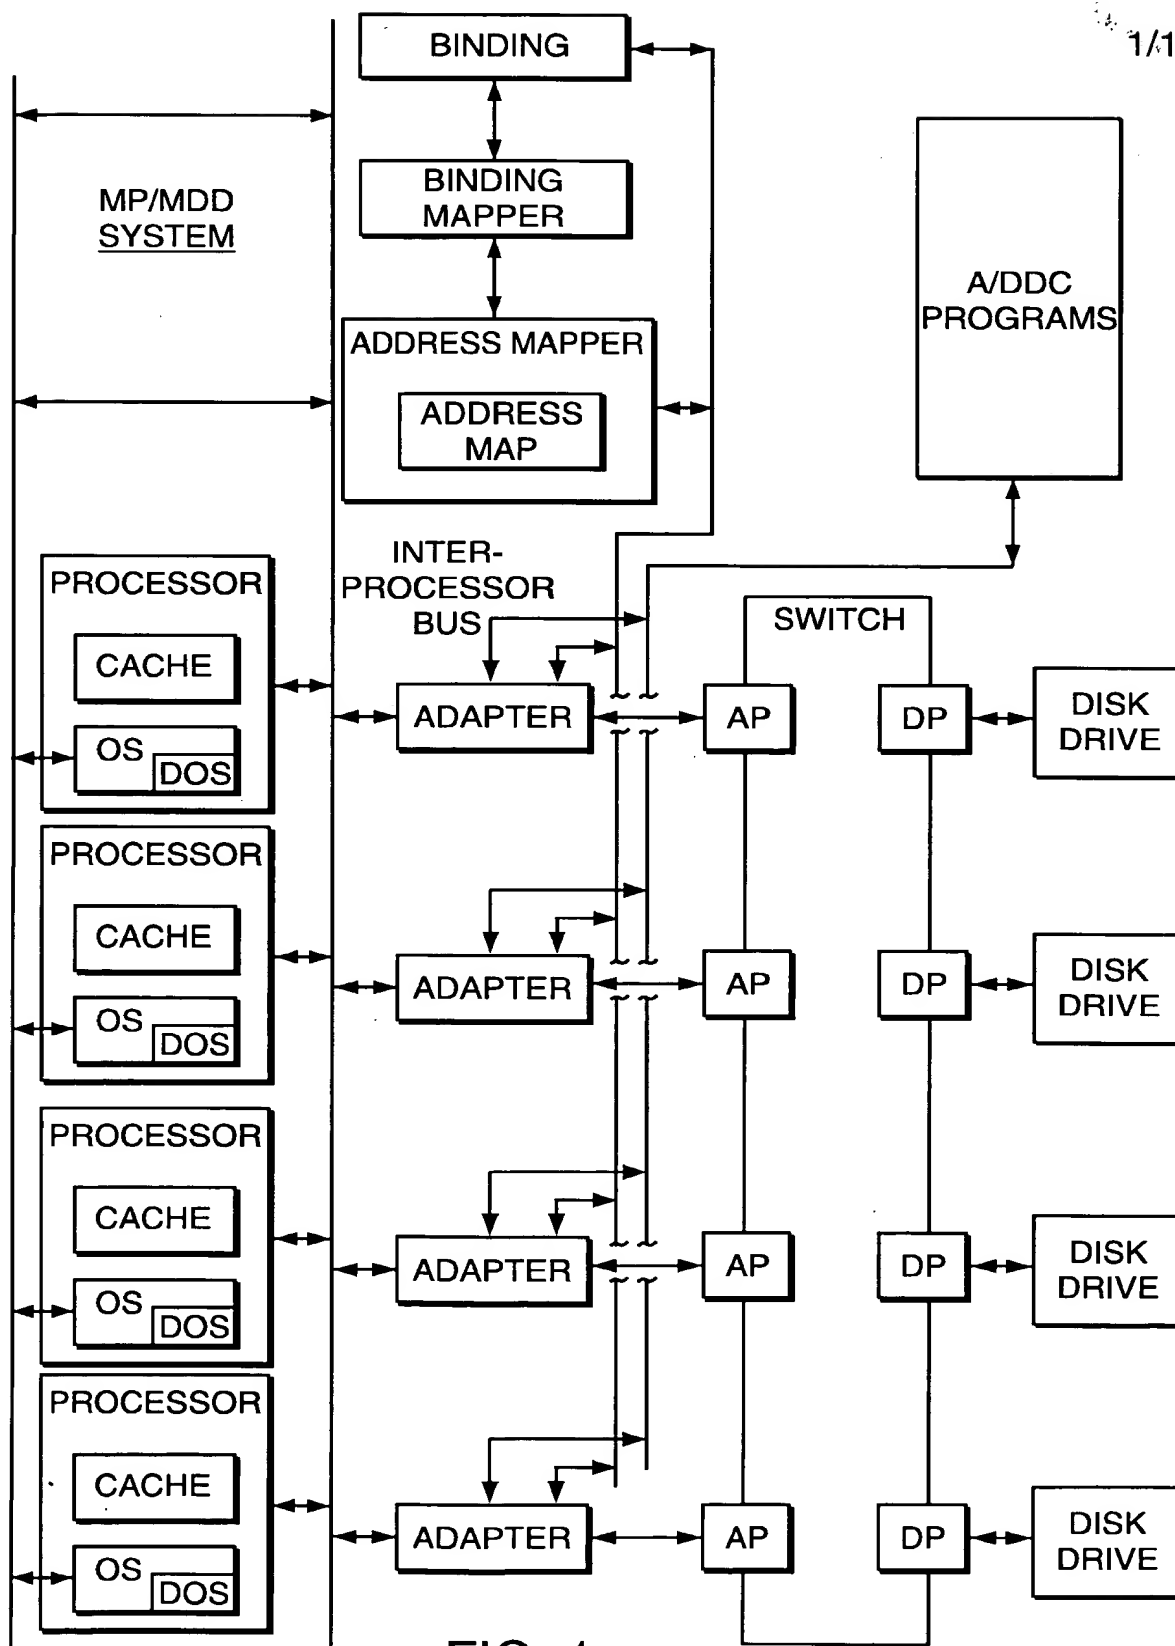 1/1
BINDING
MP/MDD
SYSTEM
BINDING
MAPPER
A/DDC
PROGRAMS
ADDRESS MAPPER
ADDRESS
MAP
INTER-
PROCESSOR
BUS
SWITCH
PROCESSOR
CACHE
OS
DOS
ADAPTER
AP
DP
DISK
DRIVE
PROCESSOR
CACHE
OS
DOS
ADAPTER
AP
DP
DISK
DRIVE
PROCESSOR
CACHE
OS
DOS
ADAPTER
AP
DP
DISK
DRIVE
PROCESSOR
CACHE
OS
DOS
ADAPTER
AP
DP
DISK
DRIVE